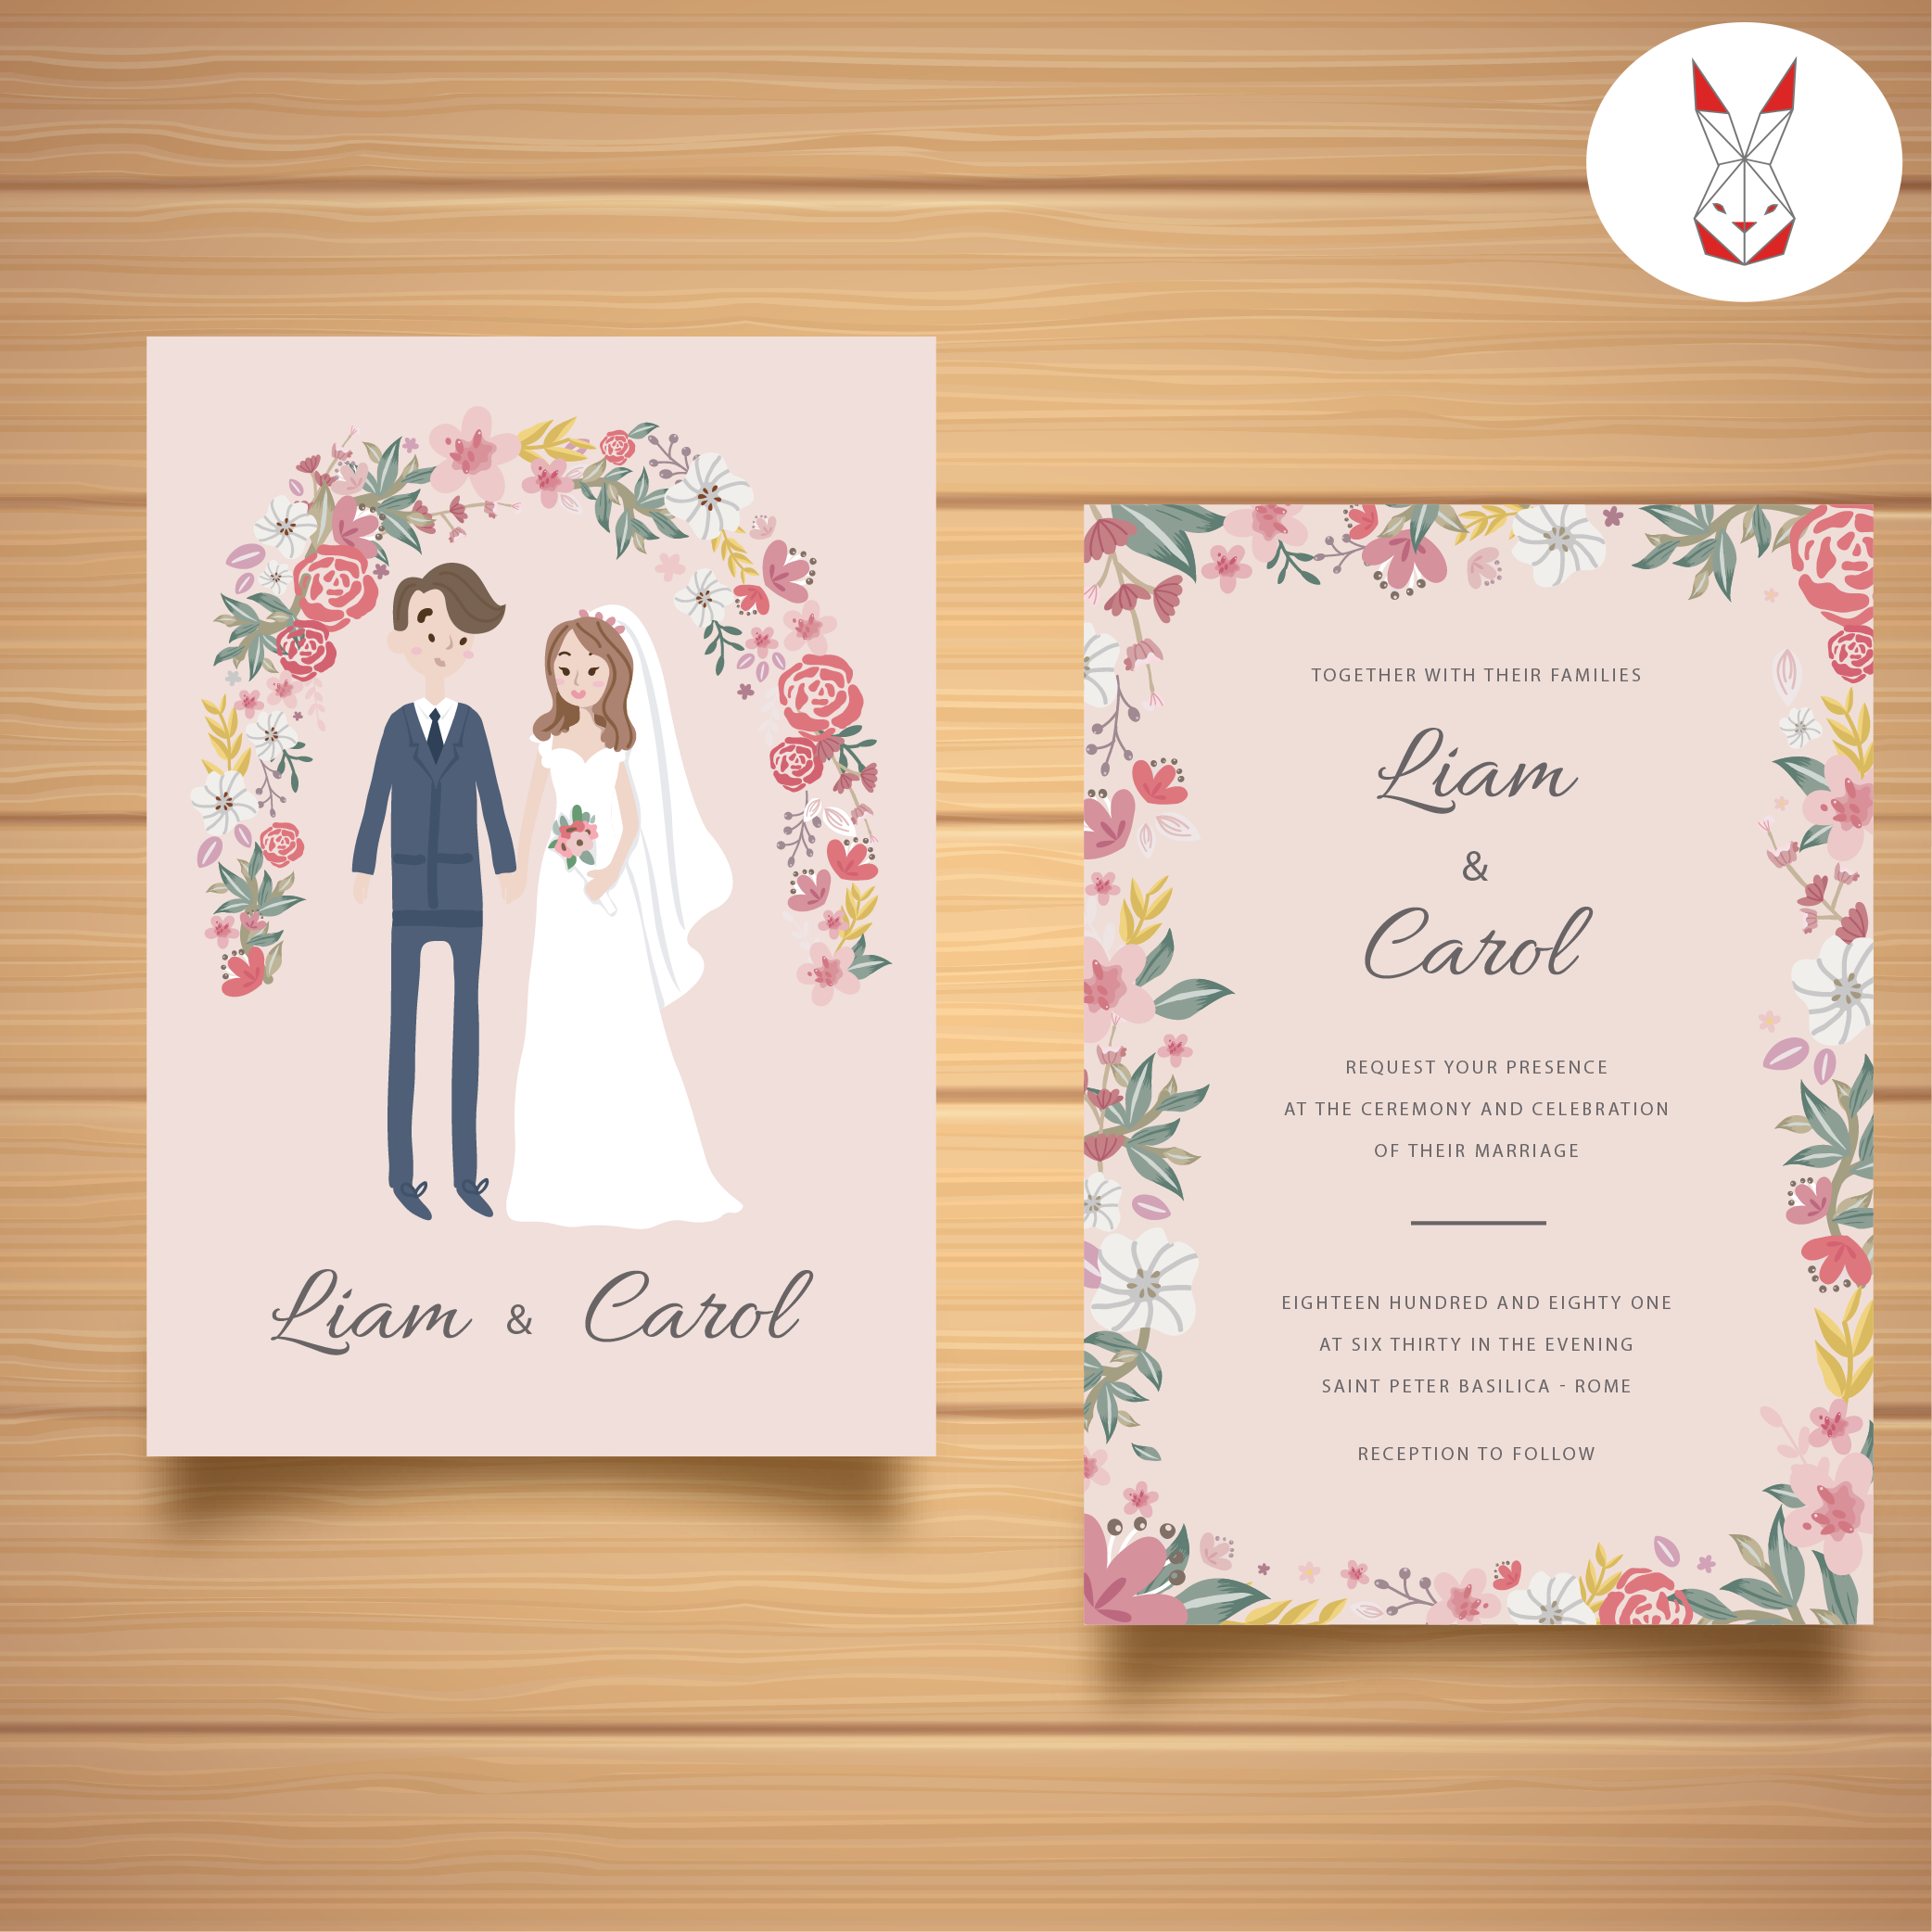 Liam & Carol
TOGETHER WITH THEIR FAMILIES
Liam
&
Carol
REQUEST YOUR PRESENCE
AT THE CEREMONY AND CELEBRATION
OF THEIR MARRIAGE
EIGHTEEN HUNDRED AND EIGHTY ONE
AT SIX THIRTY IN THE EVENING
SAINT PETER BASILICA - ROME
RECEPTION TO FOLLOW